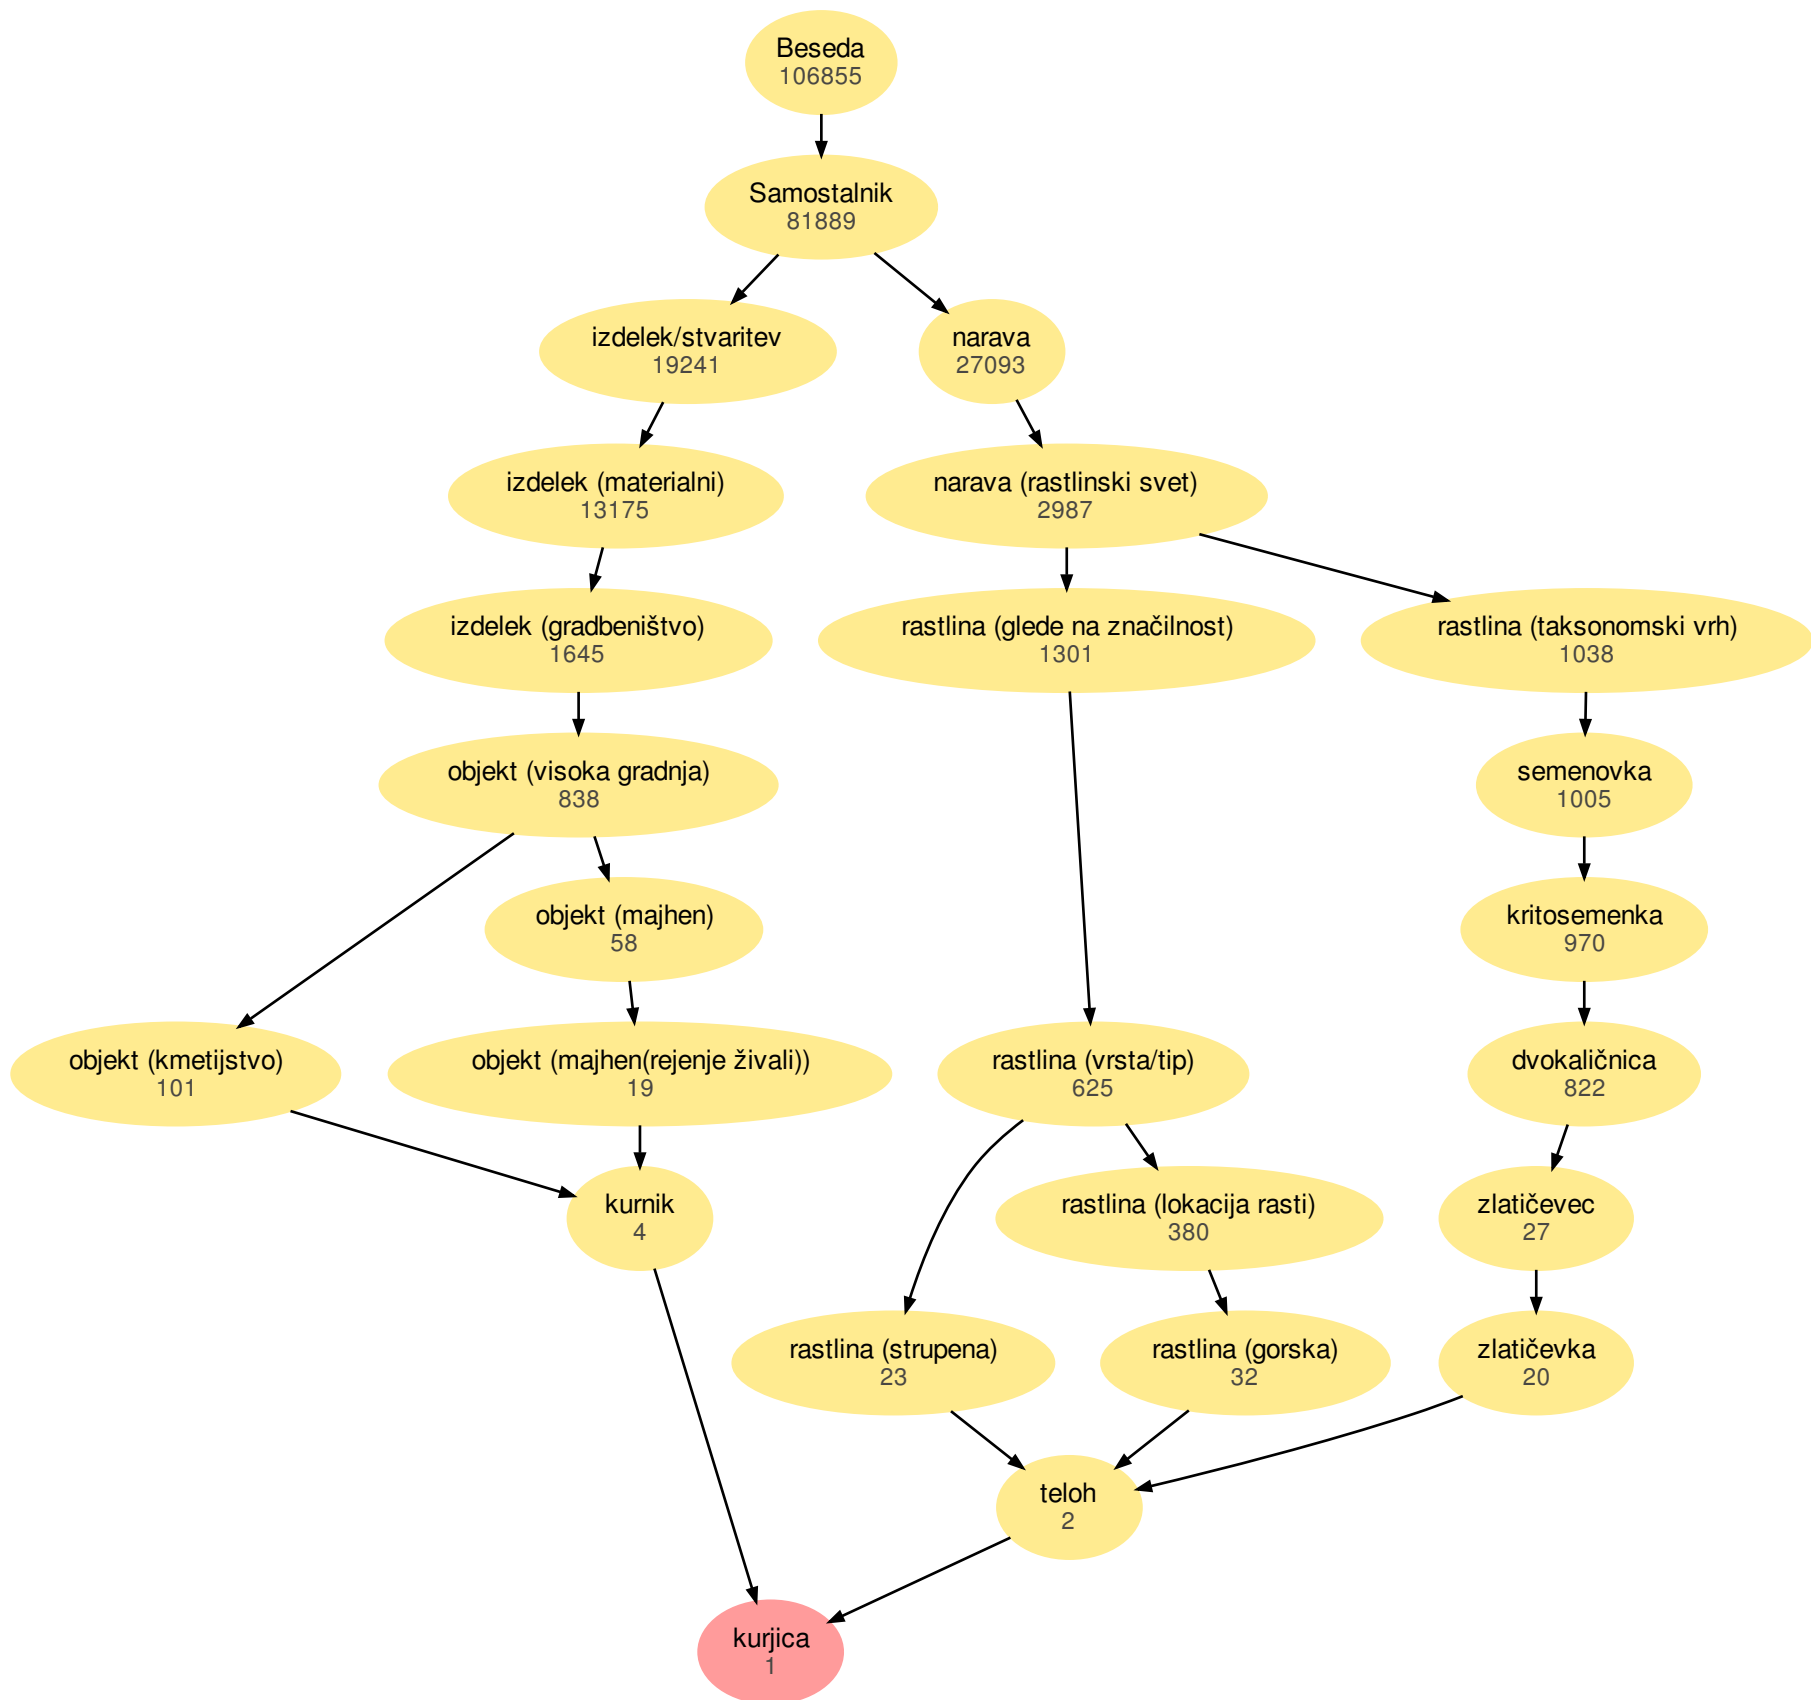 Beseda
106855
Samostalnik
81889
izdelek/stvaritev
19241
narava
27093
izdelek (materialni)
13175
narava (rastlinski svet)
2987
izdelek (gradbeništvo)
1645
rastlina (glede na značilnost)
1301
rastlina (taksonomski vrh)
1038
objekt (visoka gradnja)
838
semenovka
1005
objekt (majhen)
58
kritosemenka
970
objekt (kmetijstvo)
101
objekt (majhen(rejenje živali))
19
rastlina (vrsta/tip)
625
dvokaličnica
822
kurnik
4
rastlina (lokacija rasti)
380
zlatičevec
27
rastlina (strupena)
23
rastlina (gorska)
32
zlatičevka
20
teloh
2
kurjica
1